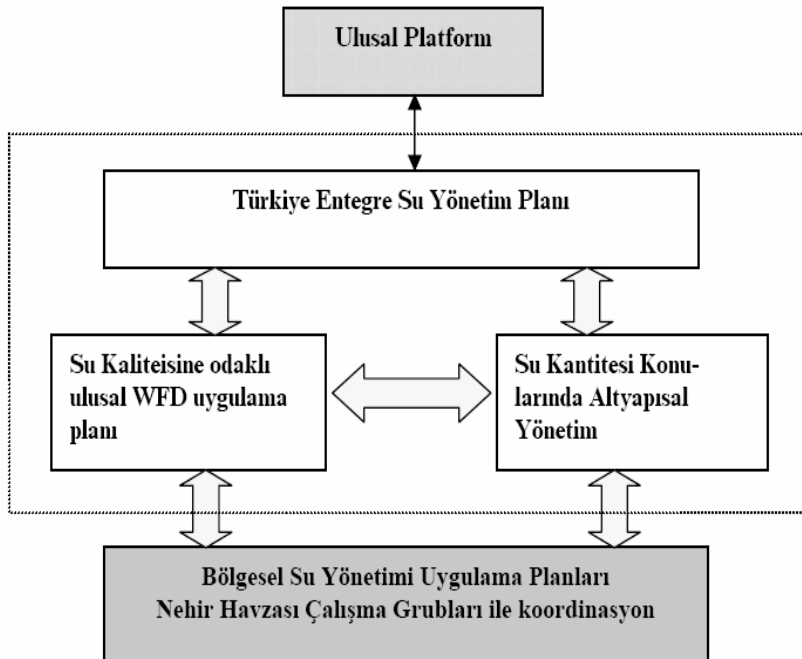 Ulusal Platform
Türkiye Entegre Su Yönetim Planı
Su Kaliteisine odaklı
ulusal WFD uygulama
planı
Su Kantitesi Konu-
larında Altyapısal
Yönetim
Bölgesel Su Yönetimi Uygulama Planları
Nehir Havzası Çalışma Grubları ile koordinasyon